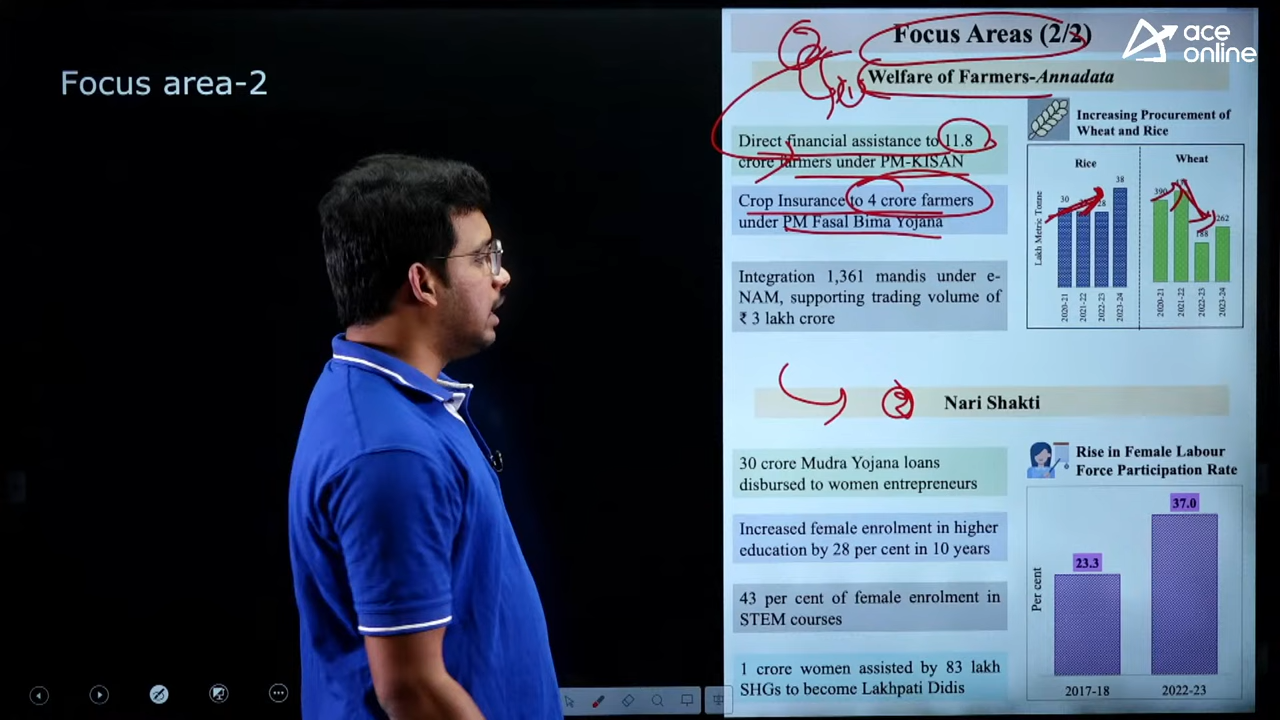 Focus area-2
Focus Areas (2/2)
ace
online
Welfare of Farmers-Annadata
Direct financial assistance to 11.8
crore farmers under PM-KISAN
Crop Insurance to 4 crore farmers
under PM Fasal Bima Yojana
Integration 1,361 mandis under e-
NAM, supporting trading volume of
₹ 3 lakh crore
Increasing Procurement of
Wheat and Rice
Rice
Wheat
Lakh Metric Tonne
30
28
38
390
262
2020-21
2021-22
2022-23
2023-24
2020-21
2021-22
2022-23
2023-24
Nari Shakti
30 crore Mudra Yojana loans
disbursed to women entrepreneurs
Increased female enrolment in higher
education by 28 per cent in 10 years
43 per cent of female enrolment in
STEM courses
1 crore women assisted by 83 lakh
SHGs to become Lakhpati Didis
Rise in Female Labour
Force Participation Rate
Per cent
23.3
37.0
2017-18
2022-23